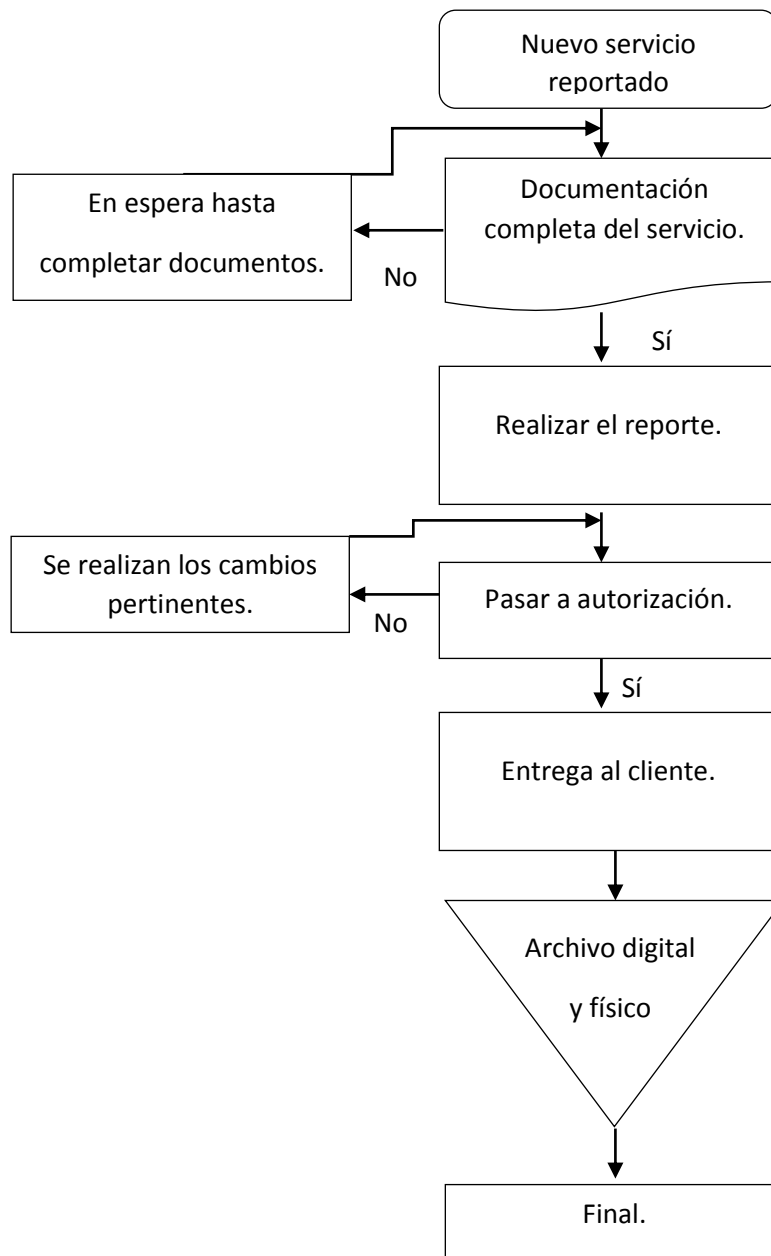 Nuevo servicio
reportado
Documentación
completa del servicio.
En espera hasta
completar documentos.
No
Sí
Realizar el reporte.
Se realizan los cambios
pertinentes.
Pasar a autorización.
No
Sí
Entrega al cliente.
Archivo digital
y físico
Final.